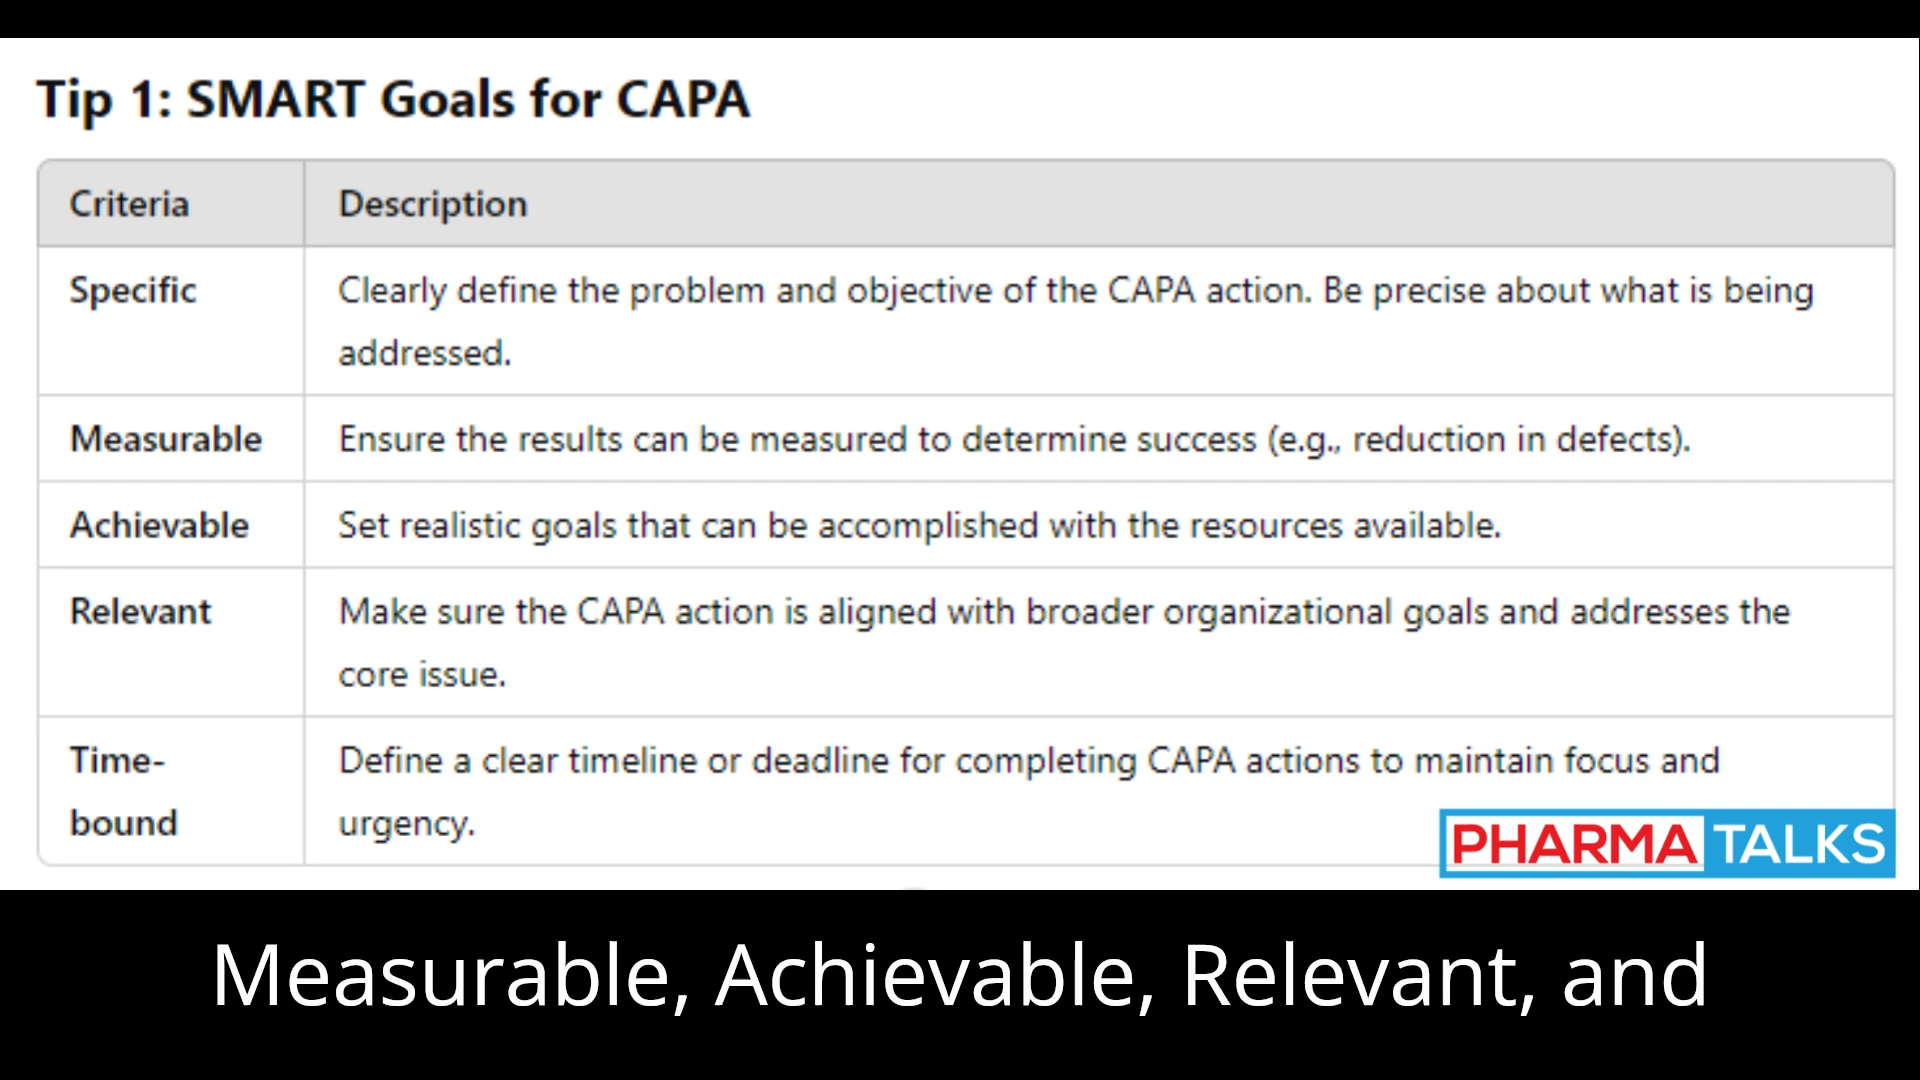 Tip 1: SMART Goals for CAPA
Criteria Description
Specific Clearly define the problem and objective of the CAPA action. Be precise about what is being
addressed.
Measurable Ensure the results can be measured to determine success (e.g., reduction in defects).
Achievable Set realistic goals that can be accomplished with the resources available.
Relevant Make sure the CAPA action is aligned with broader organizational goals and addresses the
core issue.
Time- Define a clear timeline or deadline for completing CAPA actions to maintain focus and
bound urgency.
PHARMA TALKS
Measurable, Achievable, Relevant, and